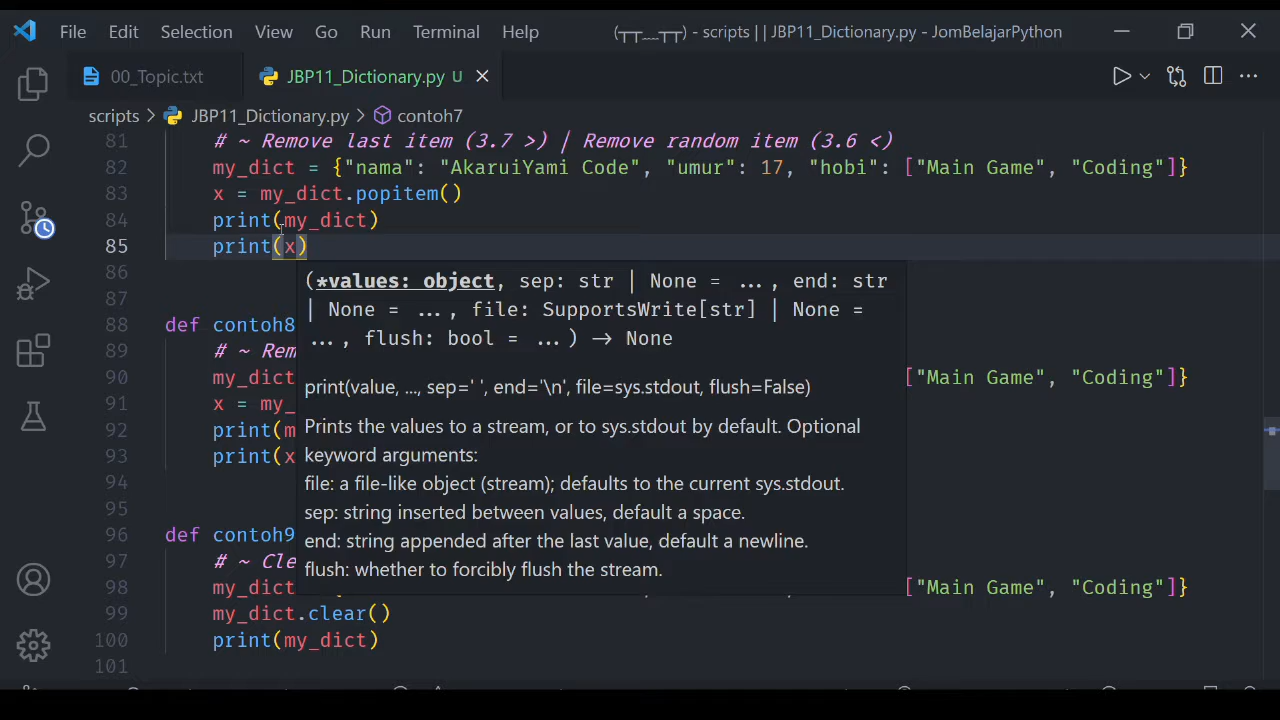 File Edit Selection View Go Run Terminal Help (┬┬﹏┬┬) - scripts || JBP11_Dictionary.py - JomBelajarPython
00_Topic.txt JBP11_Dictionary.py U
scripts > JBP11_Dictionary.py > contoh7
81 # ~ Remove last item (3.7 >) | Remove random item (3.6 <)
82 my_dict = {"nama": "AkaruiYami Code", "umur": 17, "hobi": ["Main Game", "Coding"]}
83 x = my_dict.popitem()
84 print(my_dict)
85 print(x)
86
(*values: object, sep: str | None = ..., end: str
87
| None = ..., file: SupportsWrite[str] | None =
88 def contoh8
..., flush: bool = ...) -> None
89 # ~ Rem
90 my_dict ["Main Game", "Coding"]}
print(value, ..., sep=' ', end='\n', file=sys.stdout, flush=False)
91 x = my_
92 print(m
Prints the values to a stream, or to sys.stdout by default. Optional
93 print(x
keyword arguments:
94
file: a file-like object (stream); defaults to the current sys.stdout.
95
sep: string inserted between values, default a space.
96 def contoh9
end: string appended after the last value, default a newline.
97 # ~ Cle
flush: whether to forcibly flush the stream.
98 my_dict ["Main Game", "Coding"]}
99 my_dict.clear()
100 print(my_dict)
101